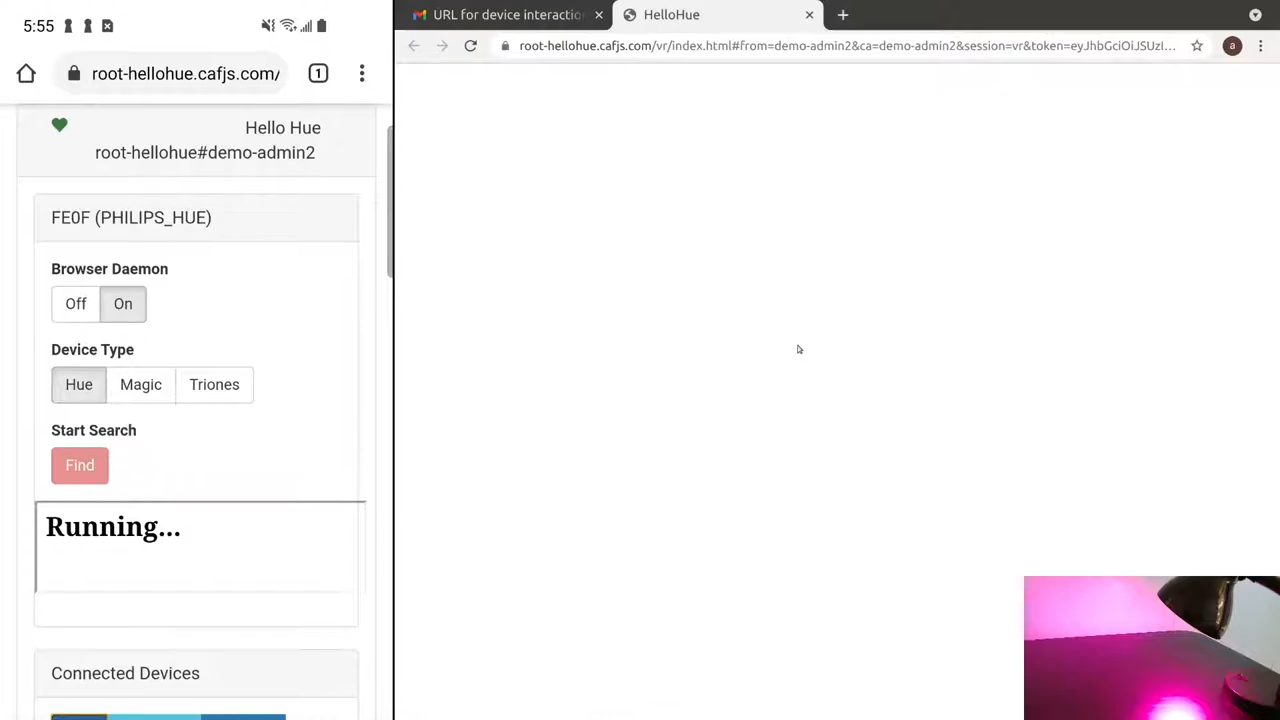 5:55
root-hellohue.cafjs.com/
1
Hello Hue
root-hellohue#demo-admin2
FE0F (PHILIPS_HUE)
Browser Daemon
Off On
Device Type
Hue Magic Triones
Start Search
Find
Running...
Connected Devices
URL for device interactio
HelloHue
root-hellohue.cafjs.com/vr/index.html#from=demo-admin2&ca=demo-admin2&session=vr&token=eyJhbGciOiJSUzI...
a